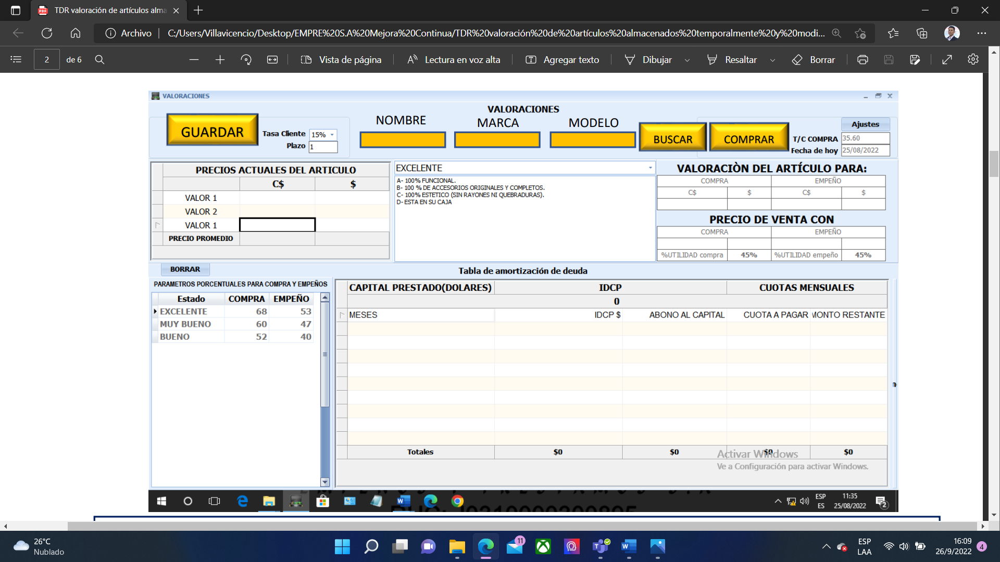 TDR valoración de artículos alma
Archivo
C:/Users/Villavicencio/Desktop/EMPRE%20S.A%20Mejora%20Continua/TDR%20valoración%20de%20artículos%20almacenados%20temporalmente%20y%20modi...
2 de 6
Vista de página
Lectura en voz alta
Agregar texto
Dibujar
Resaltar
Borrar
VALORACIONES
VALORACIONES
GUARDAR
Tasa Cliente 15%
Plazo 1
NOMBRE
MARCA
MODELO
BUSCAR
COMPRAR
Ajustes
T/C COMPRA 35.60
Fecha de hoy 25/08/2022
PRECIOS ACTUALES DEL ARTICULO
C$ $
VALOR 1
VALOR 2
VALOR 1
PRECIO PROMEDIO
EXCELENTE
A- 100% FUNCIONAL.
B- 100 % DE ACCESORIOS ORIGINALES Y COMPLETOS.
C- 100% ESTETICO (SIN RAYONES NI QUEBRADURAS).
D- ESTA EN SU CAJA
VALORACIÒN DEL ARTÍCULO PARA:
COMPRA EMPEÑO
C$ $ C$ $
PRECIO DE VENTA CON
COMPRA EMPEÑO
%UTILIDAD compra 45% %UTILIDAD empeño 45%
BORRAR
Tabla de amortización de deuda
PARAMETROS PORCENTUALES PARA COMPRA Y EMPEÑOS
Estado COMPRA EMPEÑO
EXCELENTE 68 53
MUY BUENO 60 47
BUENO 52 40
CAPITAL PRESTADO(DOLARES) IDCP CUOTAS MENSUALES
0
MESES IDCP $ ABONO AL CAPITAL CUOTA A PAGAR MONTO RESTANTE
Totales $0 $0 $0 $0
Activar Windows
Ve a Configuración para activar Windows.
ESP
ES
11:35
25/08/2022
2
26°C
Nublado
11
ESP
LAA
16:09
26/9/2022
4